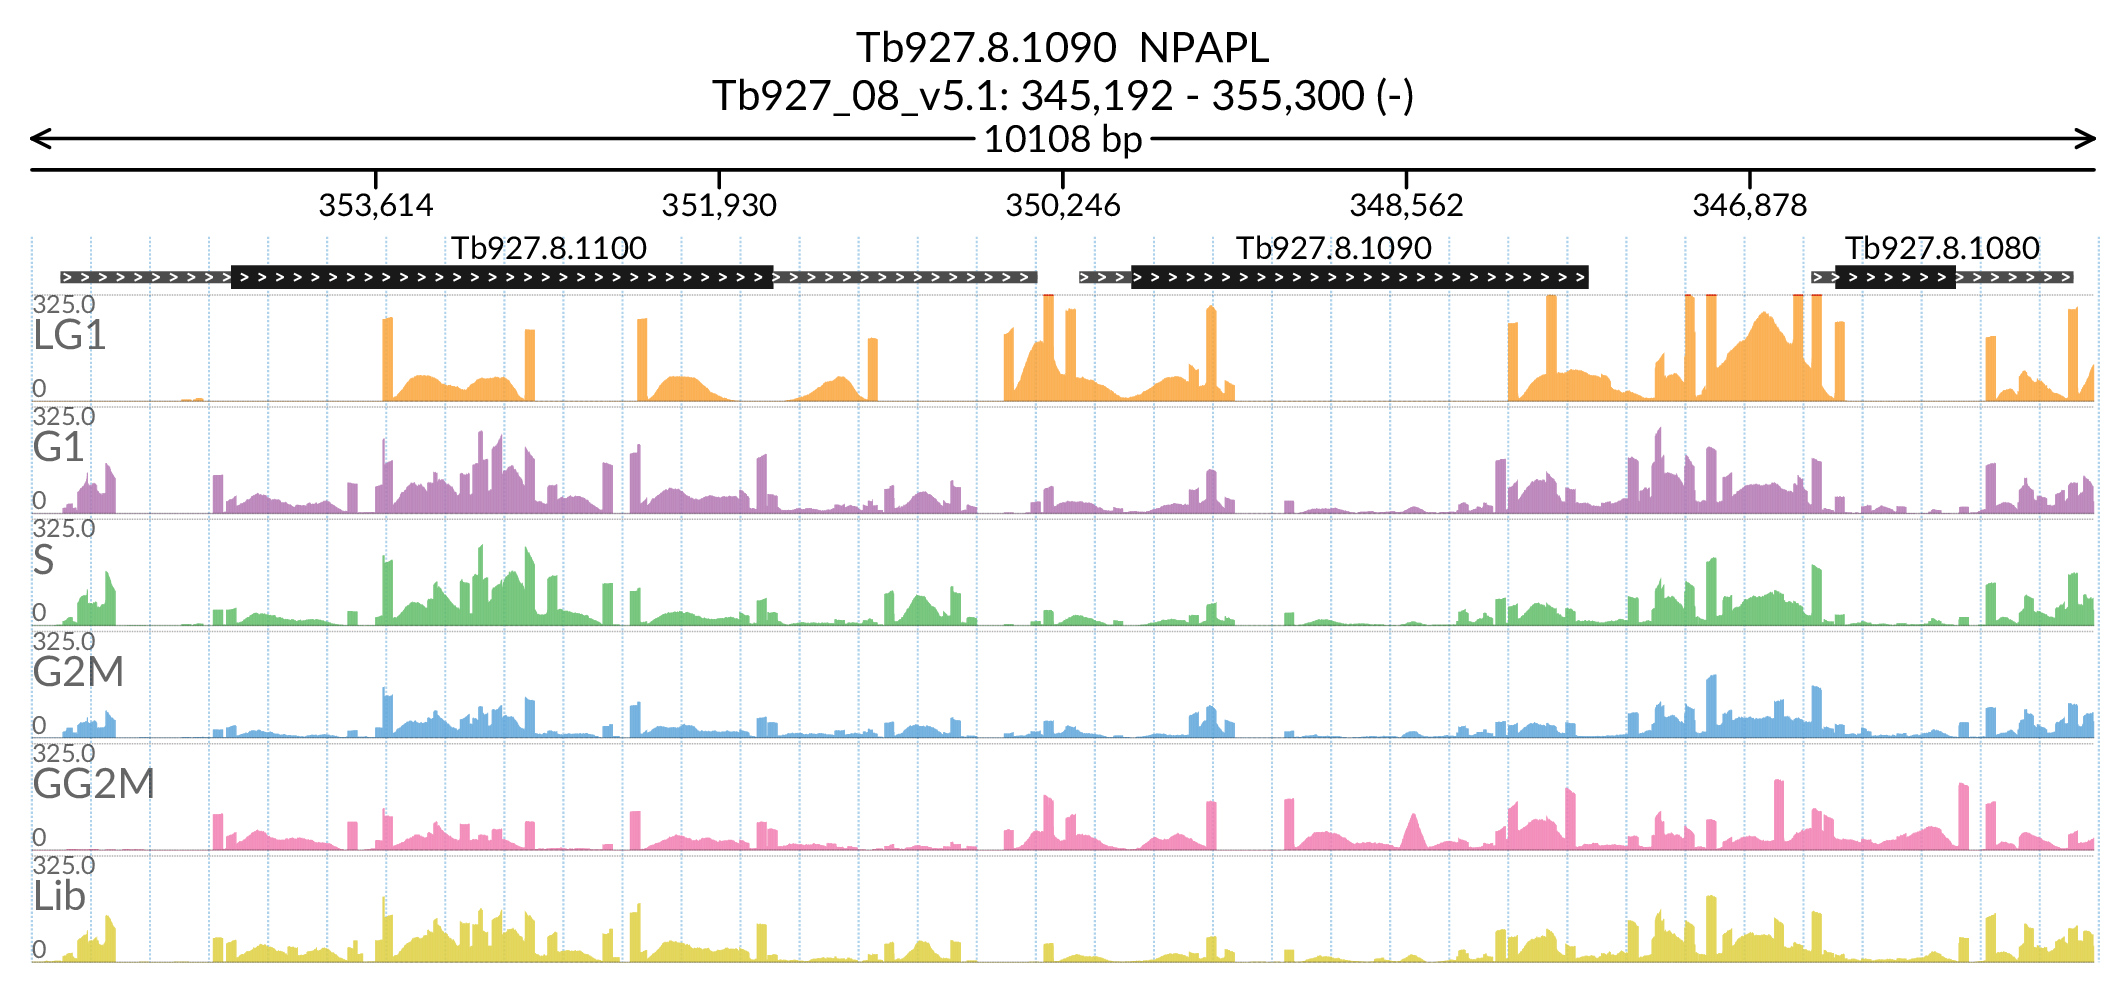 Tb927.8.1090 NPAPL
Tb927_08_v5.1: 345,192 - 355,300 (-)
10108 bp
353,614 351,930 350,246 348,562 346,878
Tb927.8.1100 Tb927.8.1090 Tb927.8.1080
325.0
LG1
0
325.0
G1
0
325.0
S
0
325.0
G2M
0
325.0
GG2M
0
325.0
Lib
0